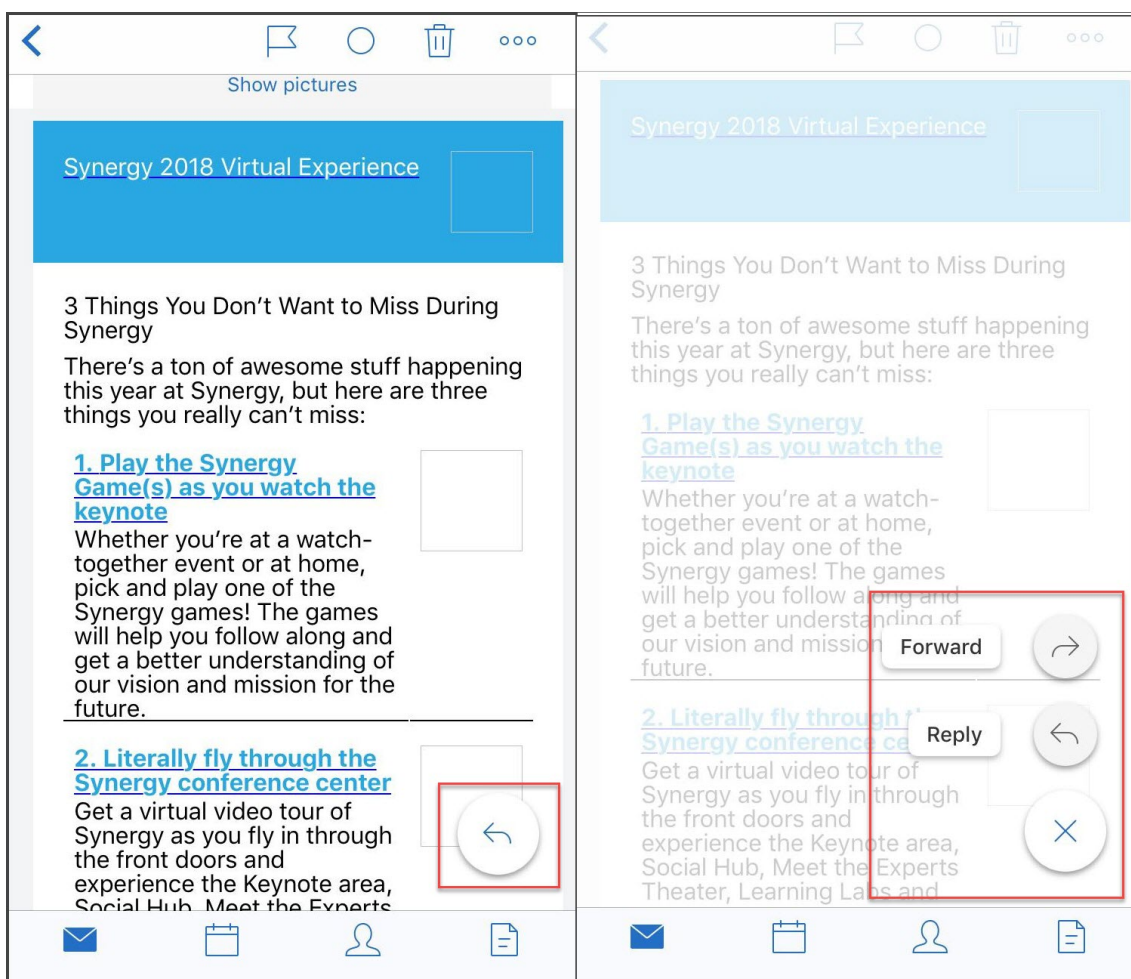 Show pictures
Synergy 2018 Virtual Experience
3 Things You Don’t Want to Miss During
Synergy
There’s a ton of awesome stuff happening
this year at Synergy, but here are three
things you really can’t miss:
1. Play the Synergy
Game(s) as you watch the
keynote
Whether you’re at a watch-
together event or at home,
pick and play one of the
Synergy games! The games
will help you follow along and
get a better understanding of
our vision and mission for the
future.
2. Literally fly through the
Synergy conference center
Get a virtual video tour of
Synergy as you fly in through
the front doors and
experience the Keynote area,
Social Hub, Meet the Experts
Synergy 2018 Virtual Experience
3 Things You Don’t Want to Miss During
Synergy
There’s a ton of awesome stuff happening
this year at Synergy, but here are three
things you really can’t miss:
1. Play the Synergy
Game(s) as you watch the
keynote
Whether you’re at a watch-
together event or at home,
pick and play one of the
Synergy games! The games
will help you follow along and
get a better understanding of
our vision and mission
Forward
future.
2. Literally fly through
Synergy conference
Reply
Get a virtual video tour of
Synergy as you fly in through
the front doors and
experience the Keynote area,
Social Hub, Meet the Experts
Theater, Learning Labs and